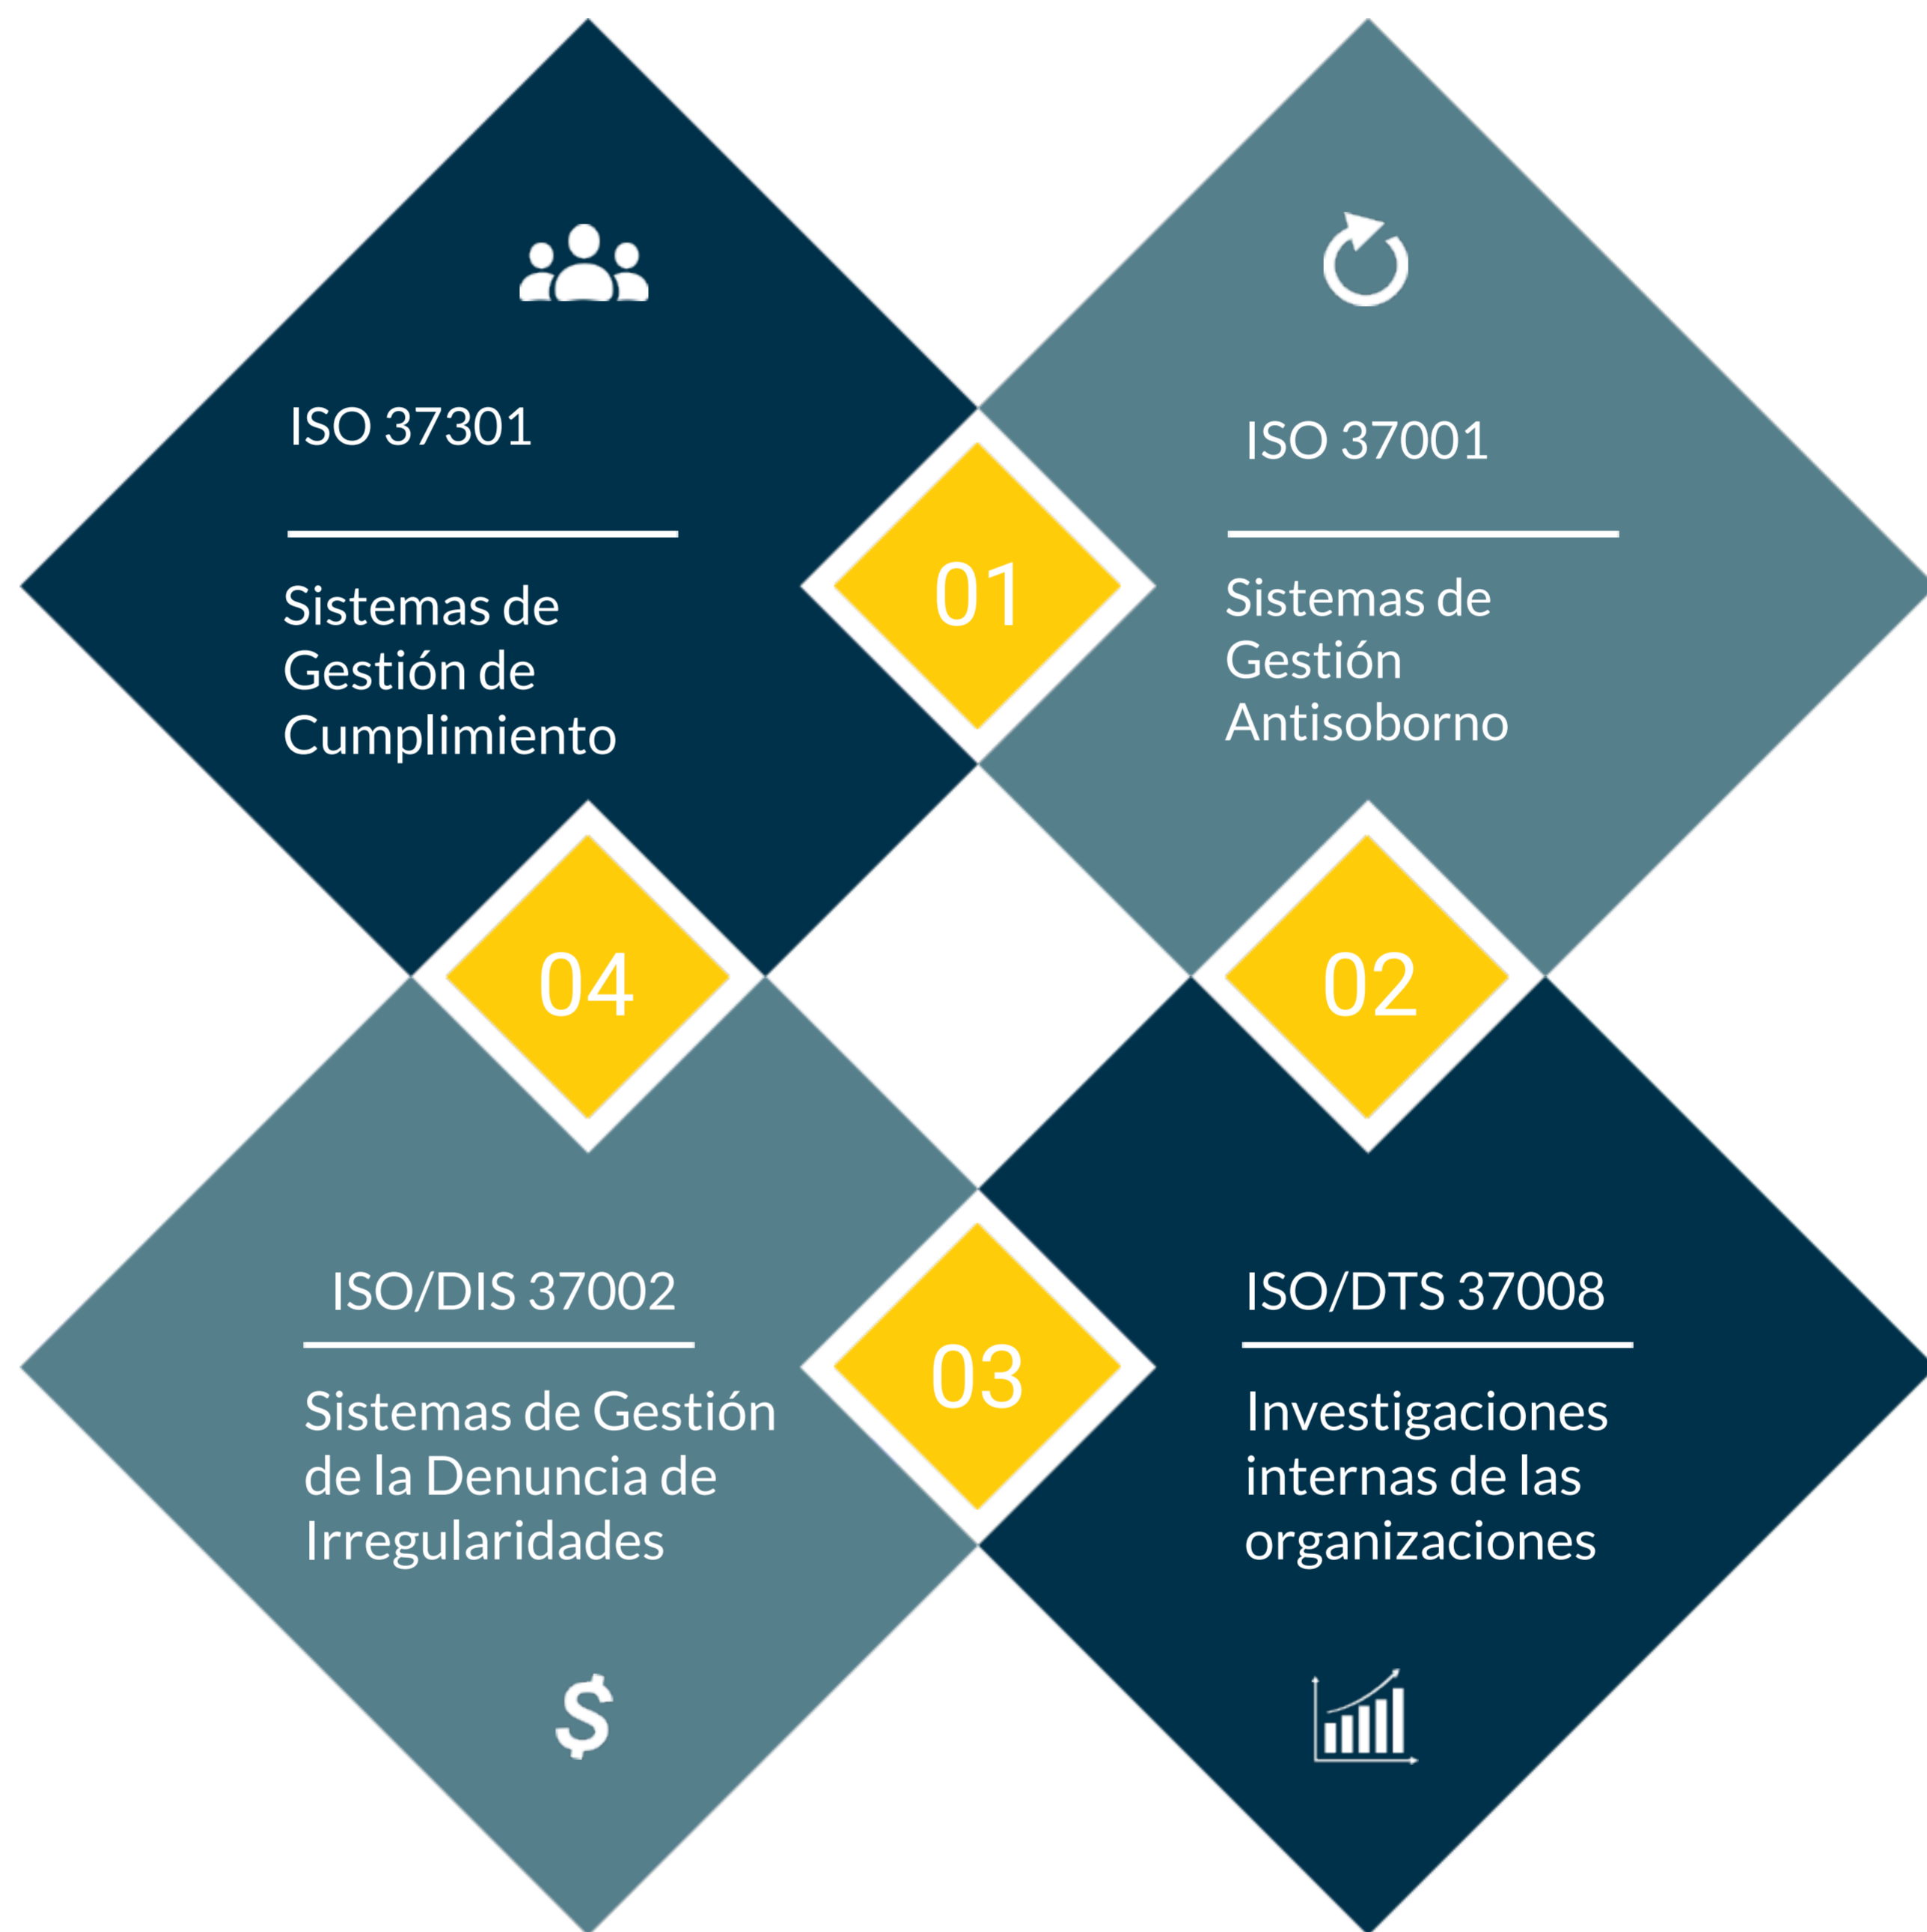 ISO 37301
Sistemas de
Gestión de
Cumplimiento
01
ISO 37001
Sistemas de
Gestión
Antisoborno
04
02
ISO/DIS 37002
Sistemas de Gestión
de la Denuncia de
Irregularidades
03
ISO/DTS 37008
Investigaciones
internas de las
organizaciones
$